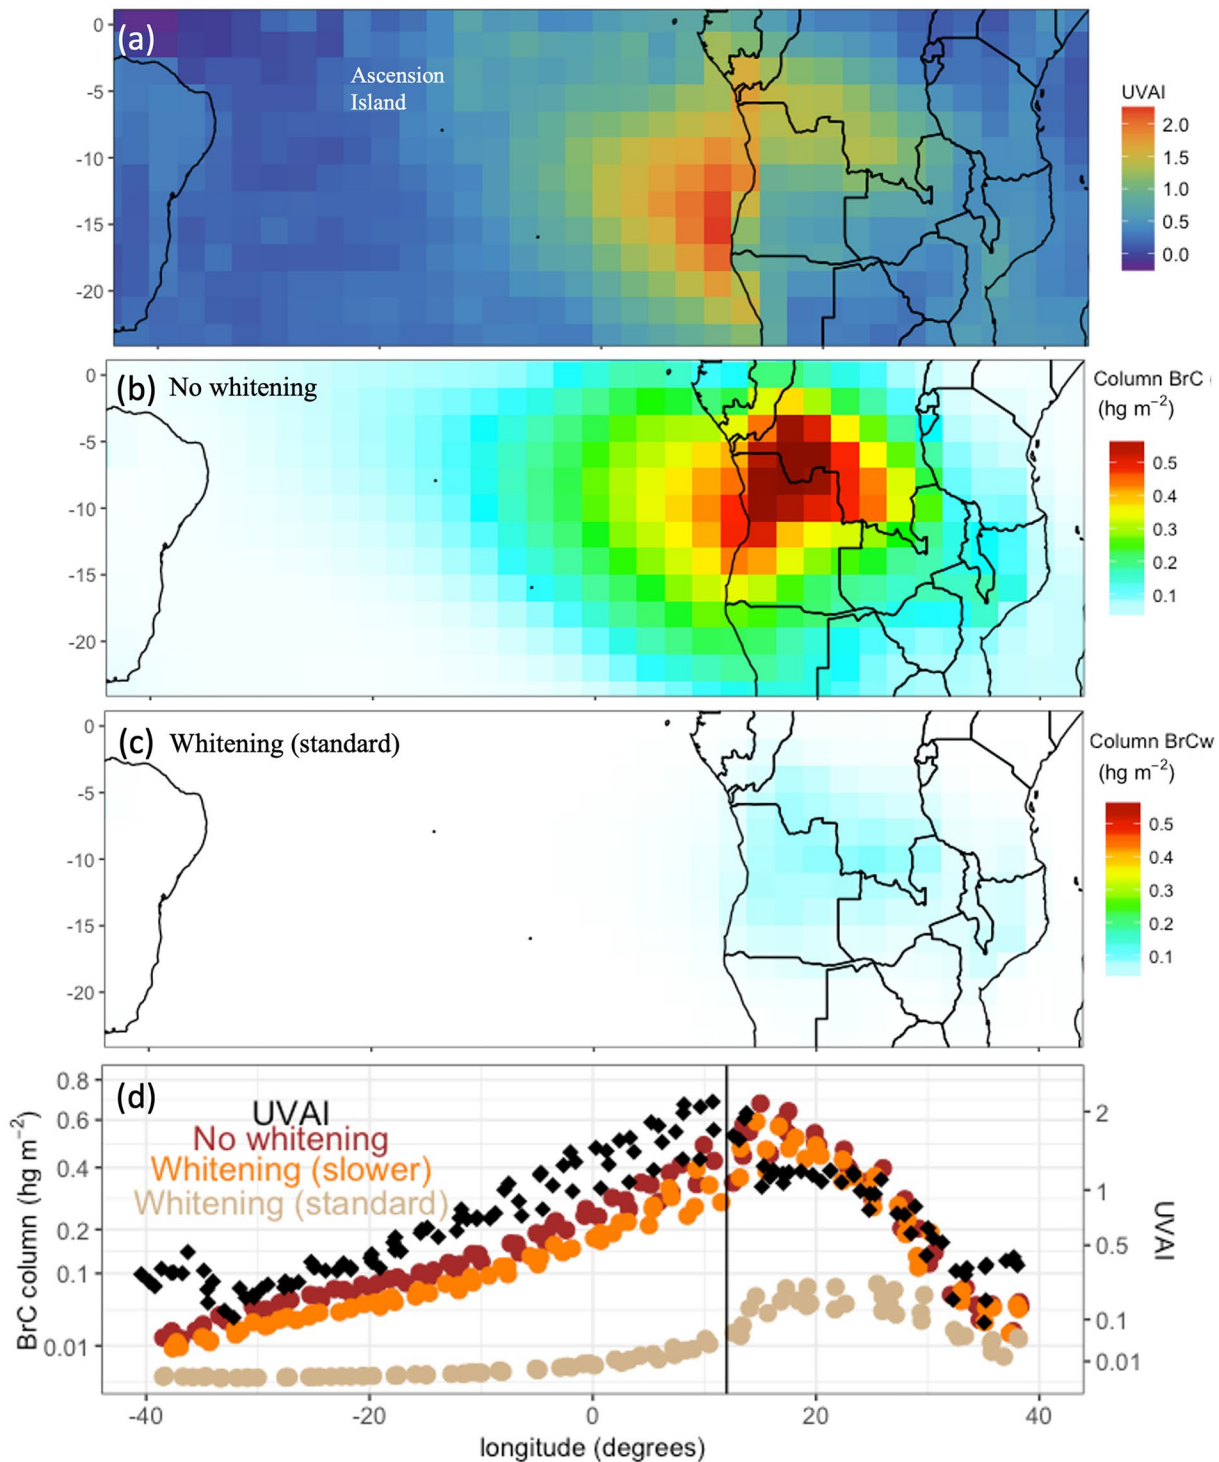 (a)
Ascension
Island
0
-5
-10
-15
-20
UVAI
2.0
1.5
1.0
0.5
0.0
(b) No whitening
0
-5
-10
-15
-20
Column BrC (
(hg m−2)
0.5
0.4
0.3
0.2
0.1
(c) Whitening (standard)
0
-5
-10
-15
-20
Column BrCw
(hg m−2)
0.5
0.4
0.3
0.2
0.1
(d)
UVAI
No whitening
Whitening (slower)
Whitening (standard)
BrC column (hg m−2)
0.8
0.6
0.4
0.2
0.1
0.01
2
1
0.5
0.1
0.01
UVAI
-40 -20 0 20 40
longitude (degrees)